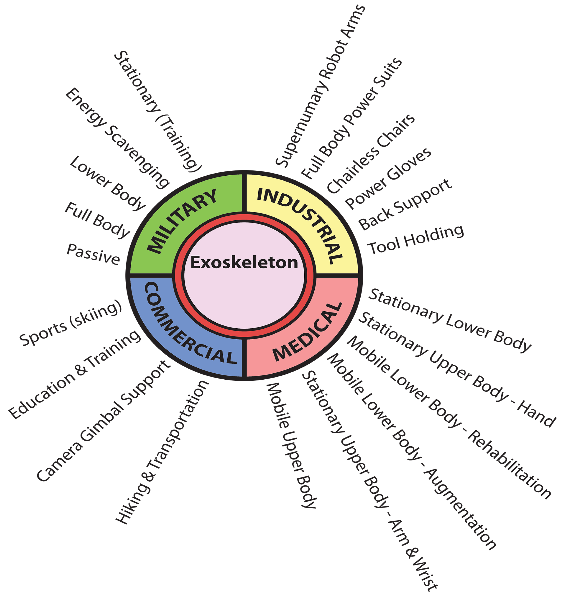 Exoskeleton
MILITARY
Stationary (Training)
Energy Scavenging
Lower Body
Full Body
Passive
INDUSTRIAL
Supernumary Robot Arms
Full Body Power Suits
Chairless Chairs
Power Gloves
Back Support
Tool Holding
MEDICAL
Stationary Lower Body
Stationary Upper Body - Hand
Mobile Lower Body - Rehabilitation
Mobile Lower Body - Augmentation
Stationary Upper Body - Arm & Wrist
Mobile Upper Body
COMMERCIAL
Sports (skiing)
Education & Training
Camera Gimbal Support
Hiking & Transportation